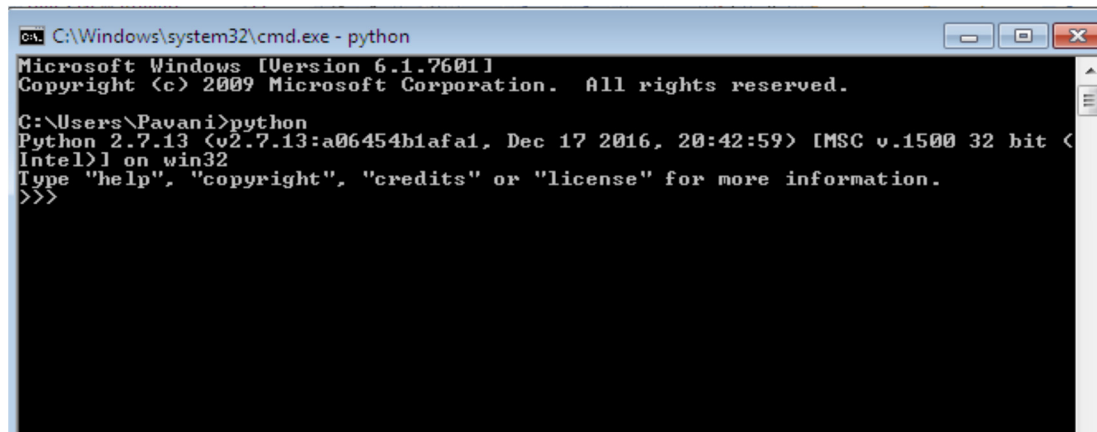 C:\Windows\system32\cmd.exe - python
Microsoft Windows [Version 6.1.7601]
Copyright (c) 2009 Microsoft Corporation.  All rights reserved.
C:\Users\Pavani>python
Python 2.7.13 (v2.7.13:a06454b1afa1, Dec 17 2016, 20:42:59) [MSC v.1500 32 bit (
Intel)] on win32
Type "help", "copyright", "credits" or "license" for more information.
>>>